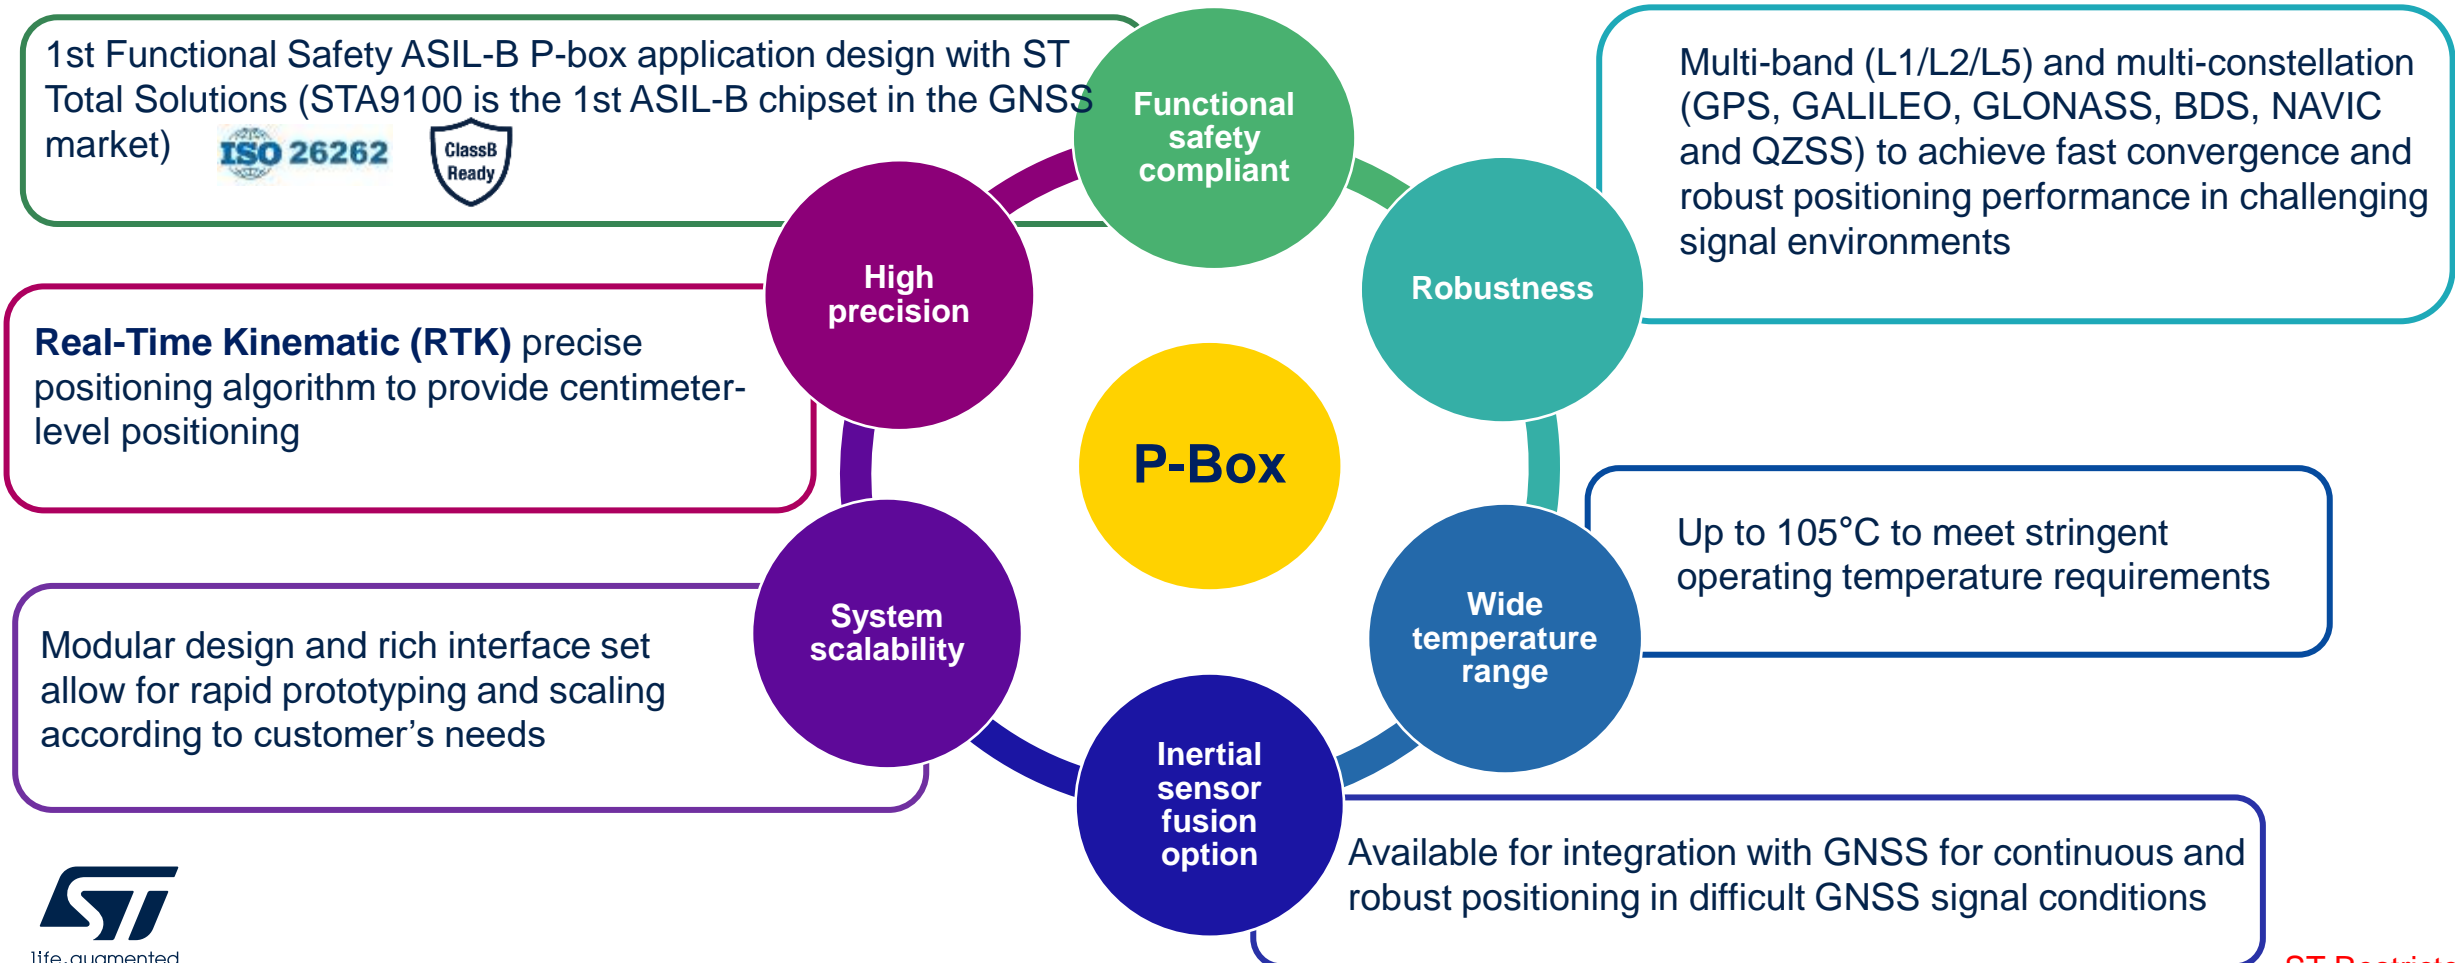 1st Functional Safety ASIL-B P-box application design with ST
Total Solutions (STA9100 is the 1st ASIL-B chipset in the GNSS
market)
ISO 26262
ClassB
Ready
Functional
safety
compliant
Multi-band (L1/L2/L5) and multi-constellation
(GPS, GALILEO, GLONASS, BDS, NAVIC
and QZSS) to achieve fast convergence and
robust positioning performance in challenging
signal environments
High
precision
Robustness
Real-Time Kinematic (RTK) precise
positioning algorithm to provide centimeter-
level positioning
P-Box
Up to 105°C to meet stringent
operating temperature requirements
System
scalability
Wide
temperature
range
Modular design and rich interface set
allow for rapid prototyping and scaling
according to customer’s needs
Inertial
sensor
fusion
option
Available for integration with GNSS for continuous and
robust positioning in difficult GNSS signal conditions
ST
life.augmented
ST